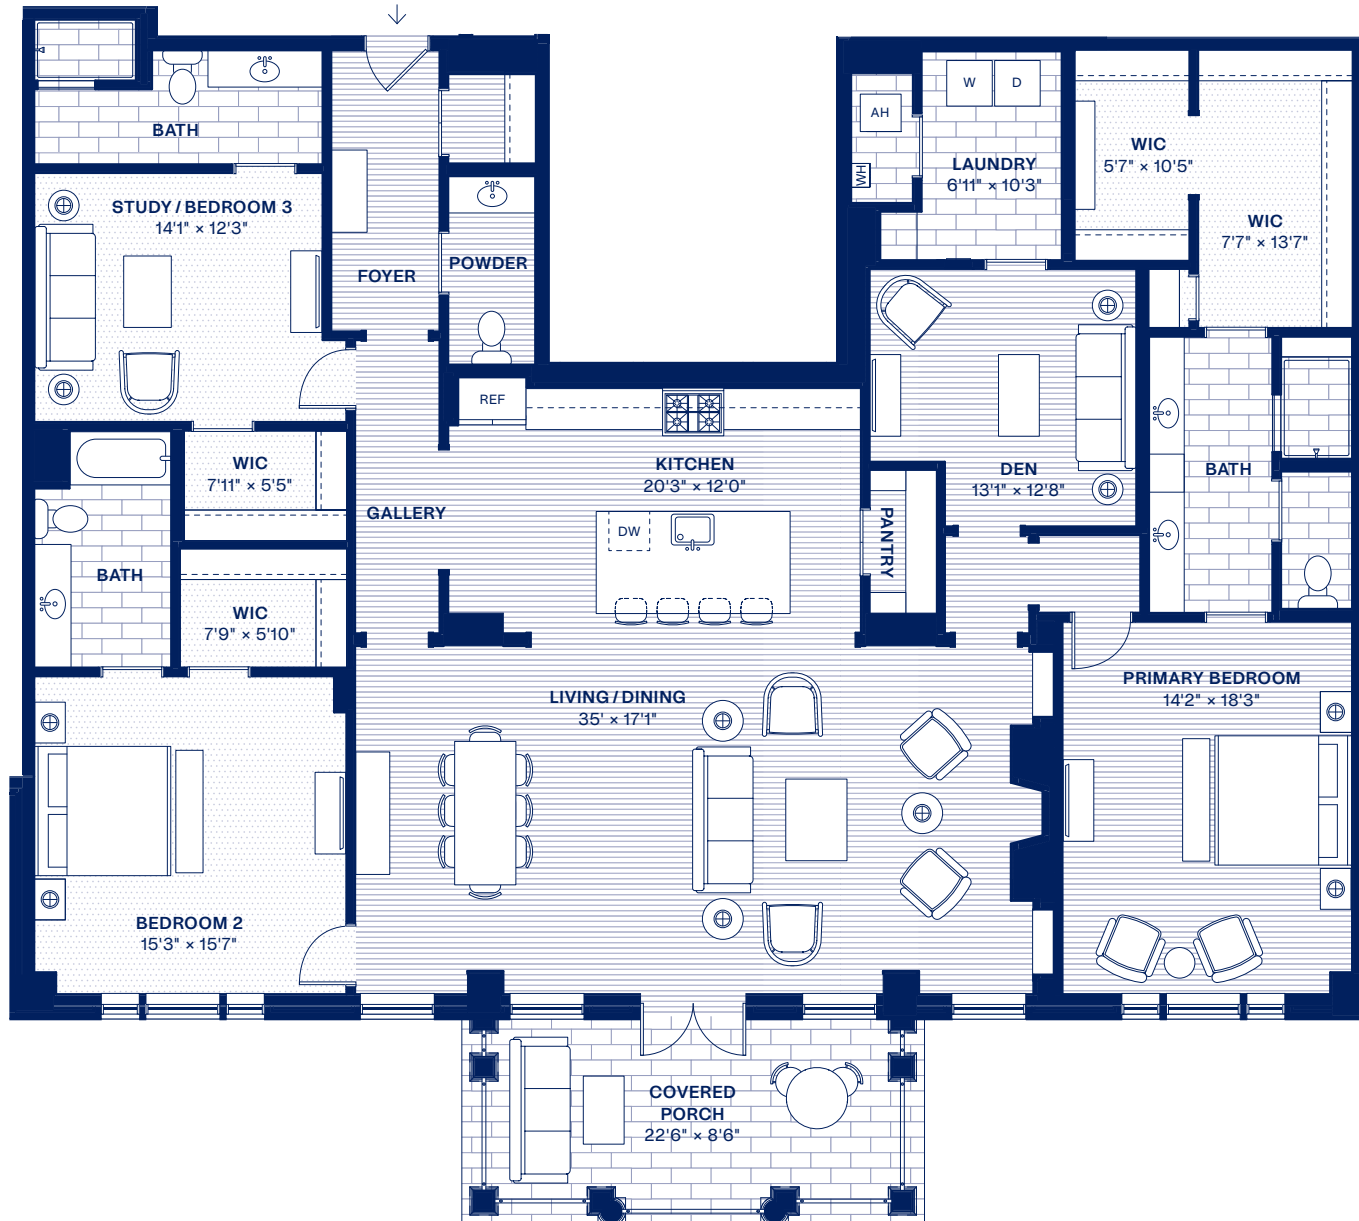 BATH
STUDY / BEDROOM 3
14'1" × 12'3"
FOYER
POWDER
AH
WH
W
D
LAUNDRY
6'11" × 10'3"
WIC
5'7" × 10'5"
WIC
7'7" × 13'7"
REF
KITCHEN
20'3" × 12'0"
DW
PANTRY
DEN
13'1" × 12'8"
BATH
WIC
7'11" × 5'5"
GALLERY
BATH
WIC
7'9" × 5'10"
LIVING / DINING
35' × 17'1"
PRIMARY BEDROOM
14'2" × 18'3"
BEDROOM 2
15'3" × 15'7"
COVERED
PORCH
22'6" × 8'6"